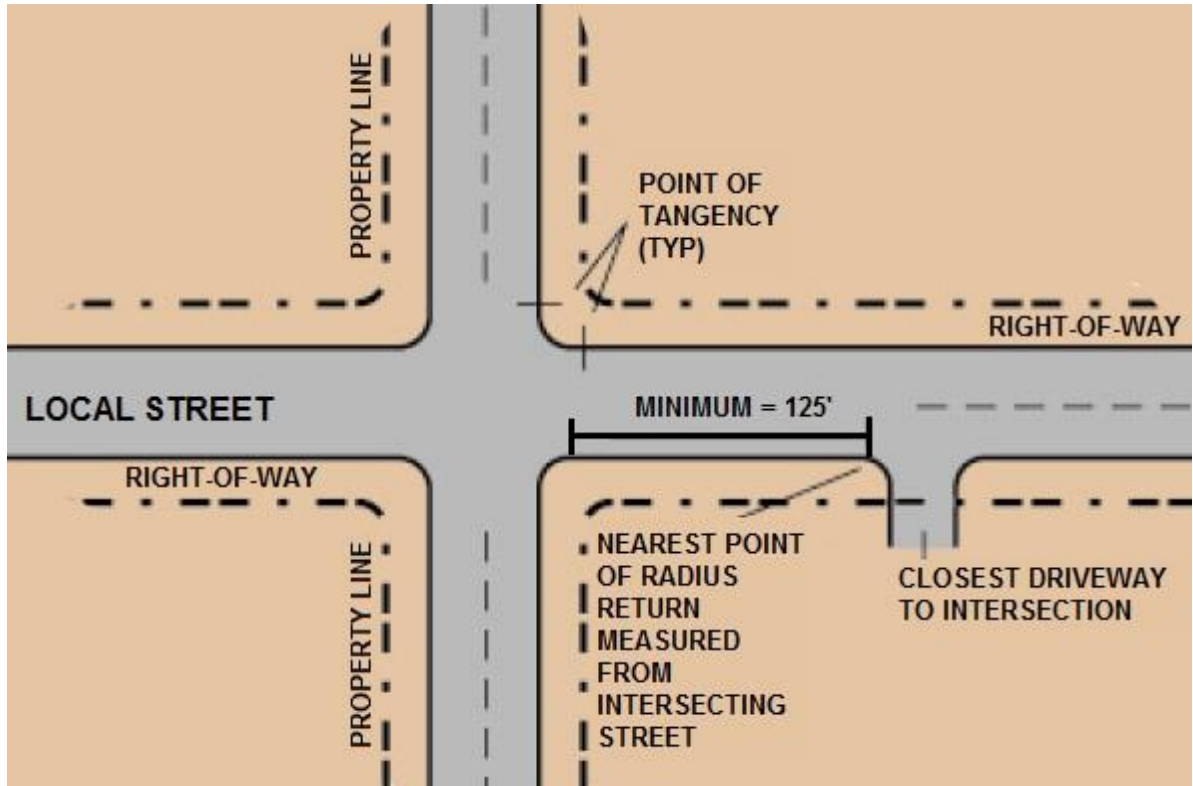 PROPERTY LINE
POINT OF
TANGENCY
(TYP)
RIGHT-OF-WAY
LOCAL STREET
MINIMUM = 125'
RIGHT-OF-WAY
PROPERTY LINE
NEAREST POINT
OF RADIUS
RETURN
MEASURED
FROM
INTERSECTING
STREET
CLOSEST DRIVEWAY
TO INTERSECTION